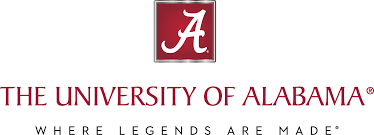 A
THE UNIVERSITY OF ALABAMA®
WHERE LEGENDS ARE MADE®